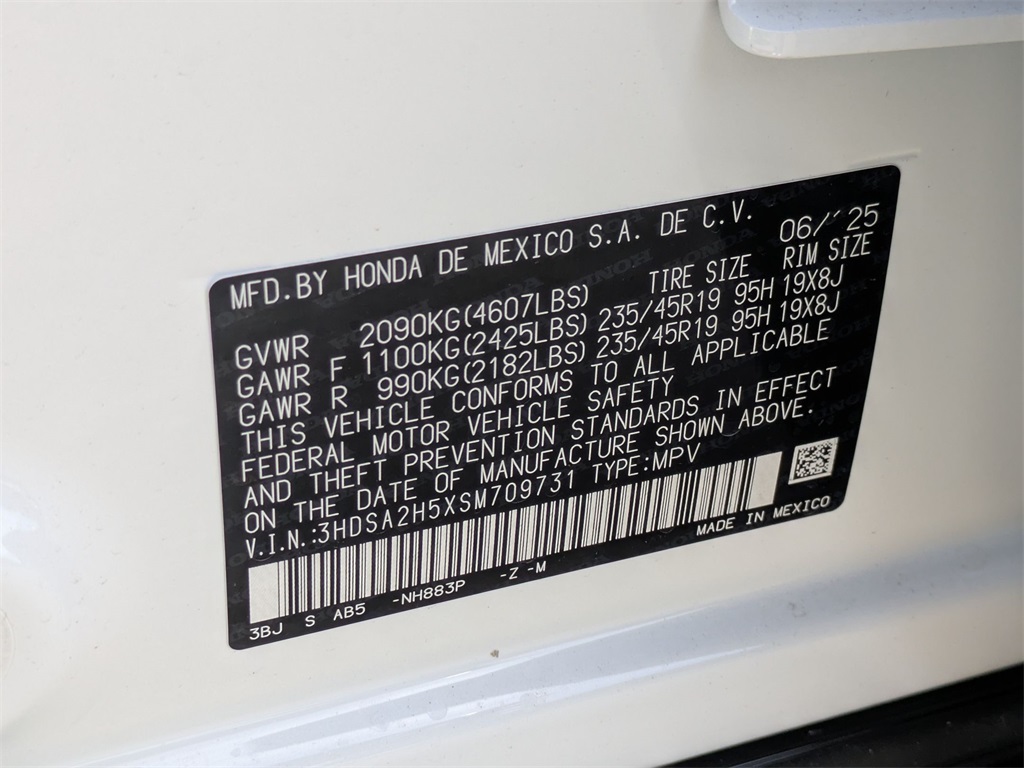 MFD.BY HONDA DE MEXICO S.A. DE C.V. 06/'25
TIRE SIZE RIM SIZE
GVWR 2090KG(4607LBS)
GAWR F 1100KG(2425LBS) 235/45R19 95H 19X8J
GAWR R 990KG(2182LBS) 235/45R19 95H 19X8J
THIS VEHICLE CONFORMS TO ALL APPLICABLE
FEDERAL MOTOR VEHICLE SAFETY
AND THEFT PREVENTION STANDARDS IN EFFECT
ON THE DATE OF MANUFACTURE SHOWN ABOVE.
V.I.N.:3HDSA2H5XSM709731 TYPE:MPV
MADE IN MEXICO
3BJ S AB5 -NH883P -Z -M